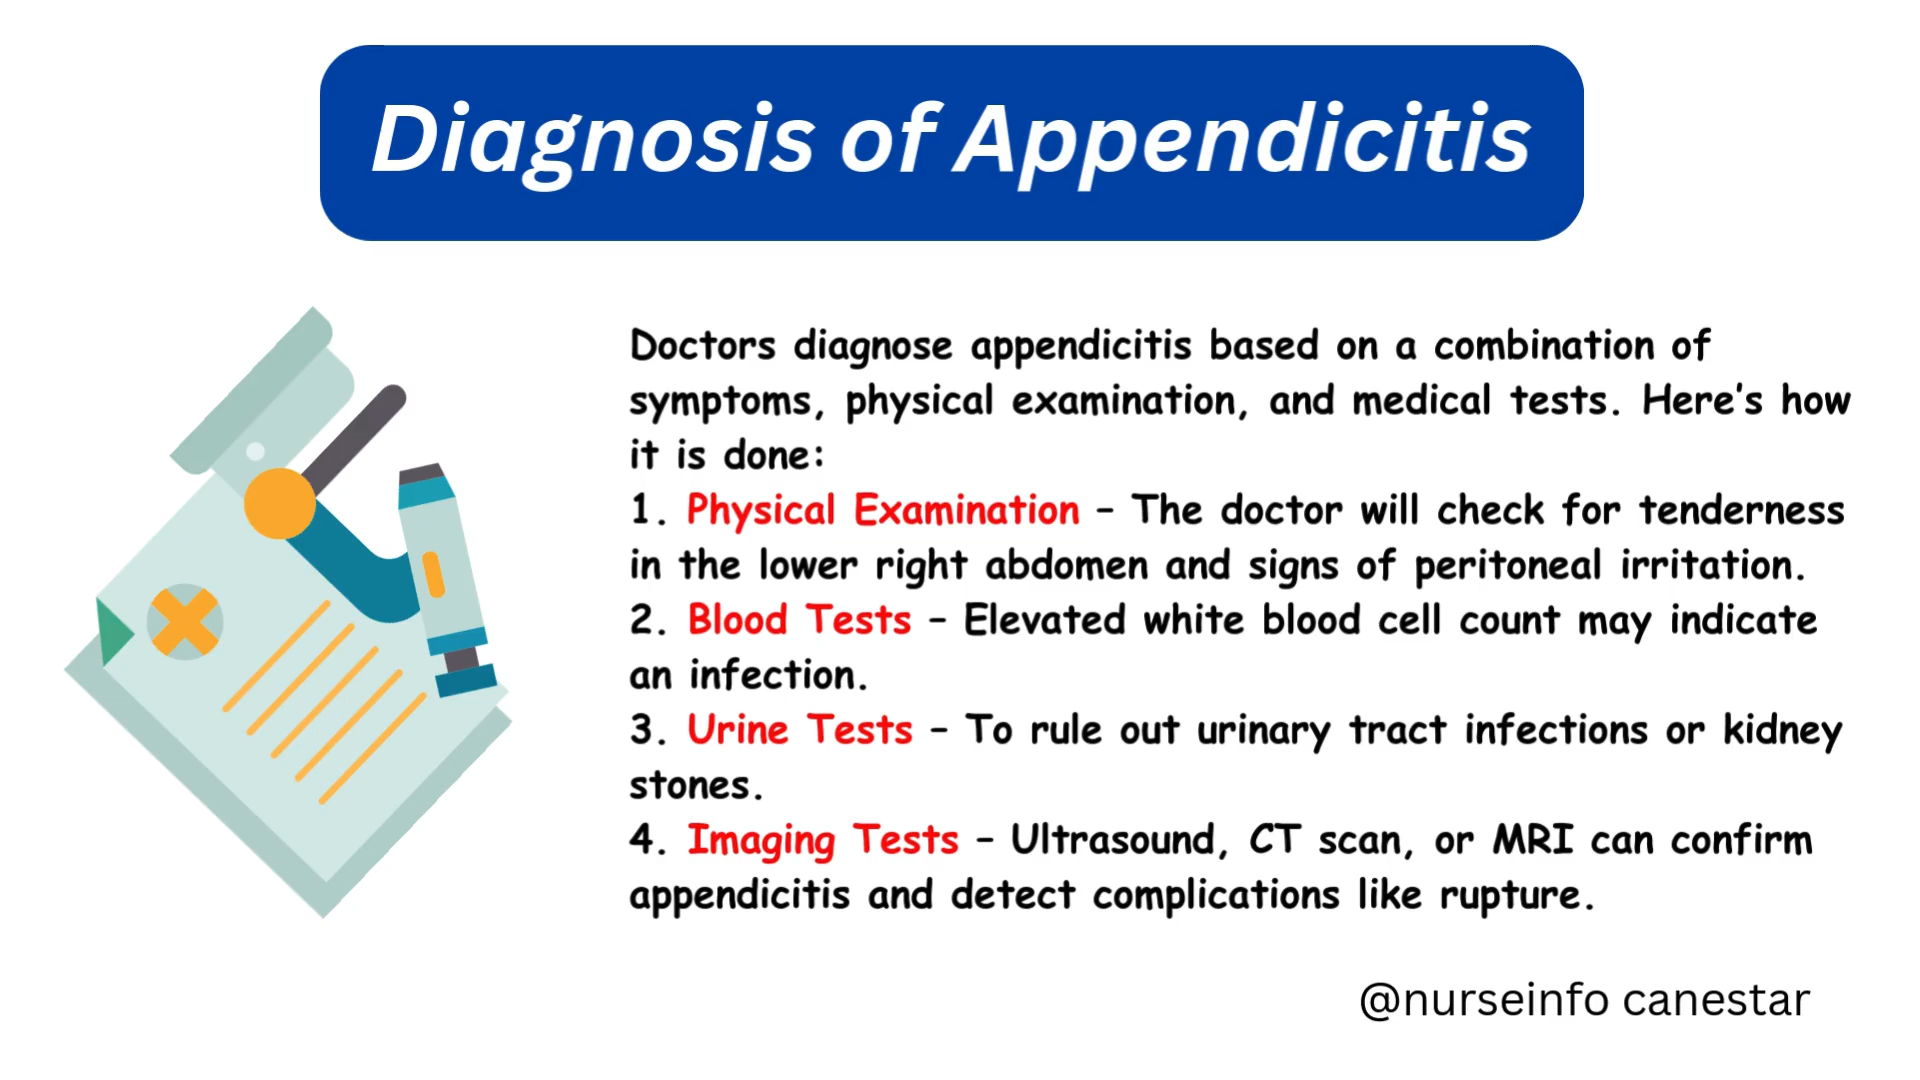 Diagnosis of Appendicitis
Doctors diagnose appendicitis based on a combination of
symptoms, physical examination, and medical tests. Here’s how
it is done:
1. Physical Examination – The doctor will check for tenderness
in the lower right abdomen and signs of peritoneal irritation.
2. Blood Tests – Elevated white blood cell count may indicate
an infection.
3. Urine Tests – To rule out urinary tract infections or kidney
stones.
4. Imaging Tests – Ultrasound, CT scan, or MRI can confirm
appendicitis and detect complications like rupture.
@nurseinfo canestar